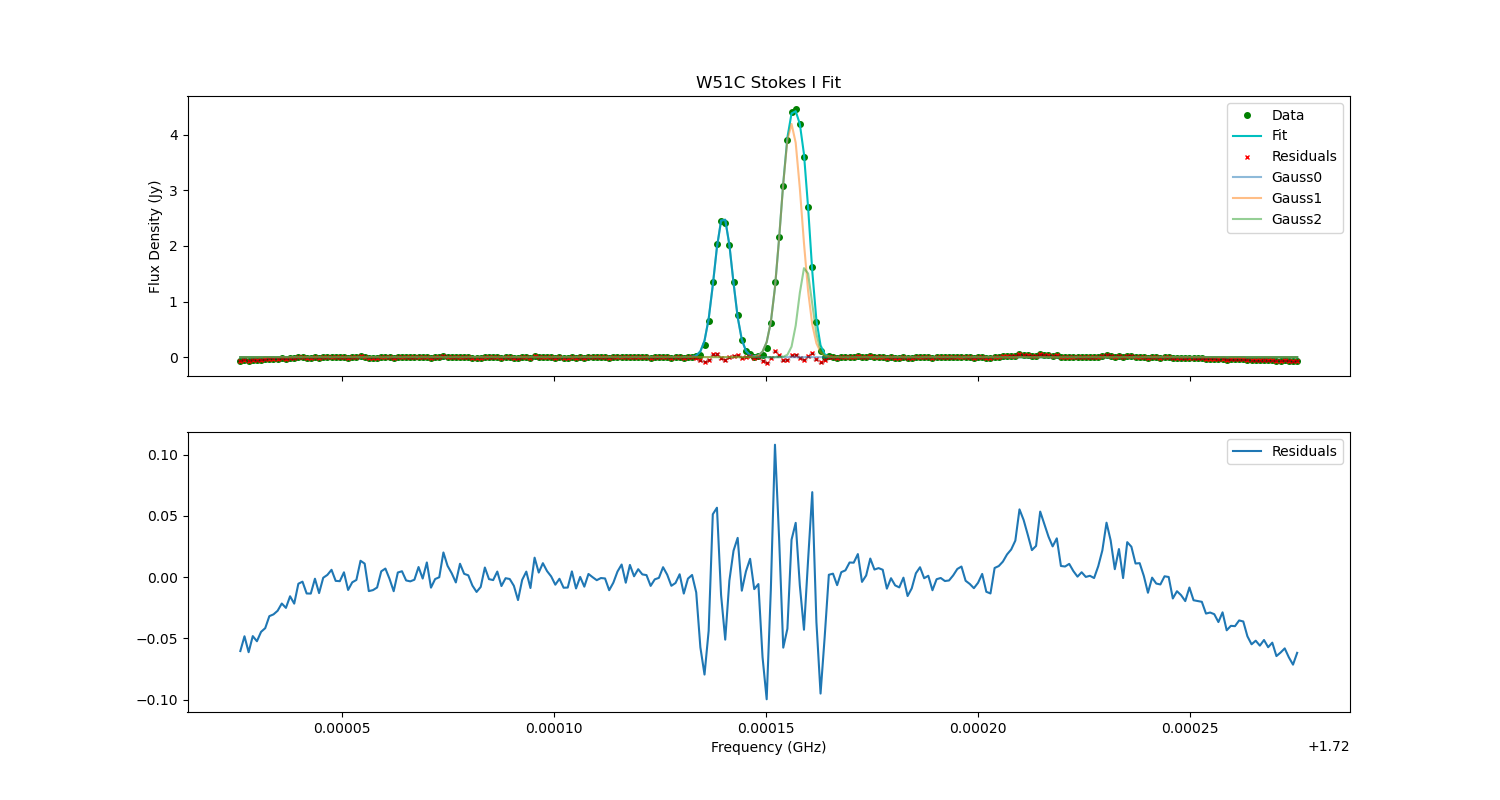 W51C Stokes I Fit
Flux Density (Jy)
4
3
2
1
0
Data
Fit
Residuals
Gauss0
Gauss1
Gauss2
0.10
0.05
0.00
−0.05
−0.10
Residuals
0.00005
0.00010
0.00015
0.00020
0.00025
Frequency (GHz)
+1.72